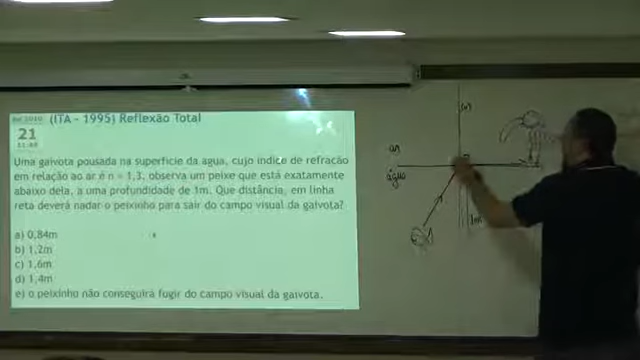 (ITA - 1995) Reflexão Total
21
Uma gaivota pousada na superfície da água, cujo índice de refração
em relação ao ar é n = 1,3, observa um peixe que está exatamente
abaixo dela, a uma profundidade de 1m. Que distância, em linha
reta deverá nadar o peixinho para sair do campo visual da gaivota?
a) 0,84m
b) 1,2m
c) 1,6m
d) 1,4m
e) o peixinho não conseguirá fugir do campo visual da gaivota.
(N)
ar
água
1m